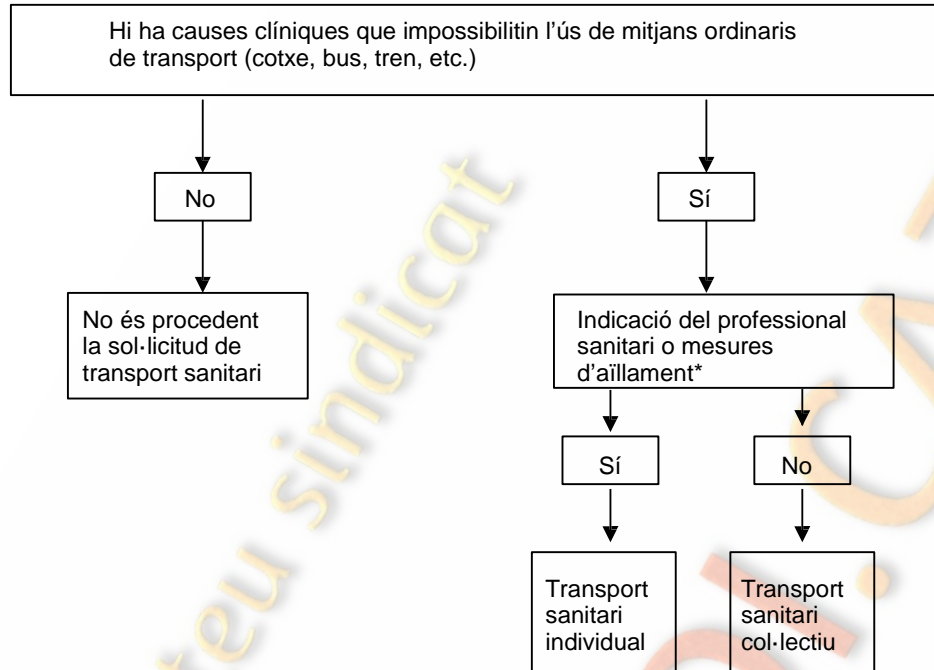 Hi ha causes clíniques que impossibilitin l’ús de mitjans ordinaris
de transport (cotxe, bus, tren, etc.)
No
Sí
No és procedent
la sol·licitud de
transport sanitari
Indicació del professional
sanitari o mesures
d’aïllament*
Sí
No
Transport
sanitari
individual
Transport
sanitari
col·lectiu
teu sindicat